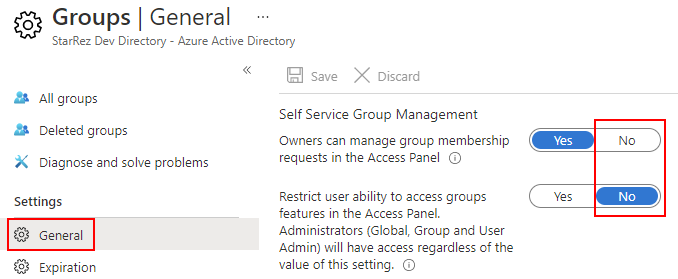 Groups | General ...
StarRez Dev Directory - Azure Active Directory
«
All groups
Deleted groups
Diagnose and solve problems
Settings
General
Expiration
Save
Discard
Self Service Group Management
Owners can manage group membership
requests in the Access Panel
Yes
No
Restrict user ability to access groups
features in the Access Panel.
Administrators (Global, Group and User
Admin) will have access regardless of the
value of this setting.
Yes
No